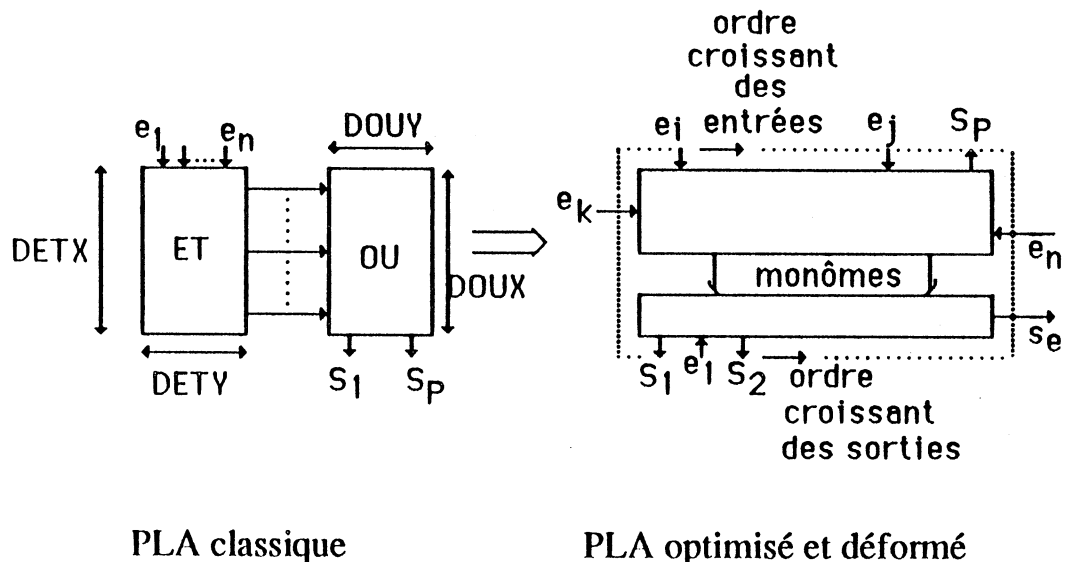 ordre
croissant
des
entrées
e1 en
DOUY
ei ej SP
DETX
ET
OU
DOUX
ek
en
monômes
se
DETY
S1 SP
S1 e1 S2
ordre
croissant
des sorties
PLA classique
PLA optimisé et déformé